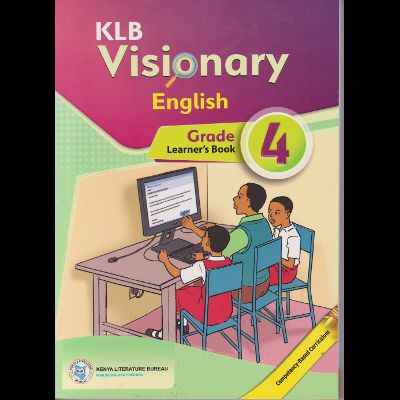 KLB
Visionary
English
Grade
Learner's Book
4
Competency-Based Curriculum
KENYA LITERATURE BUREAU